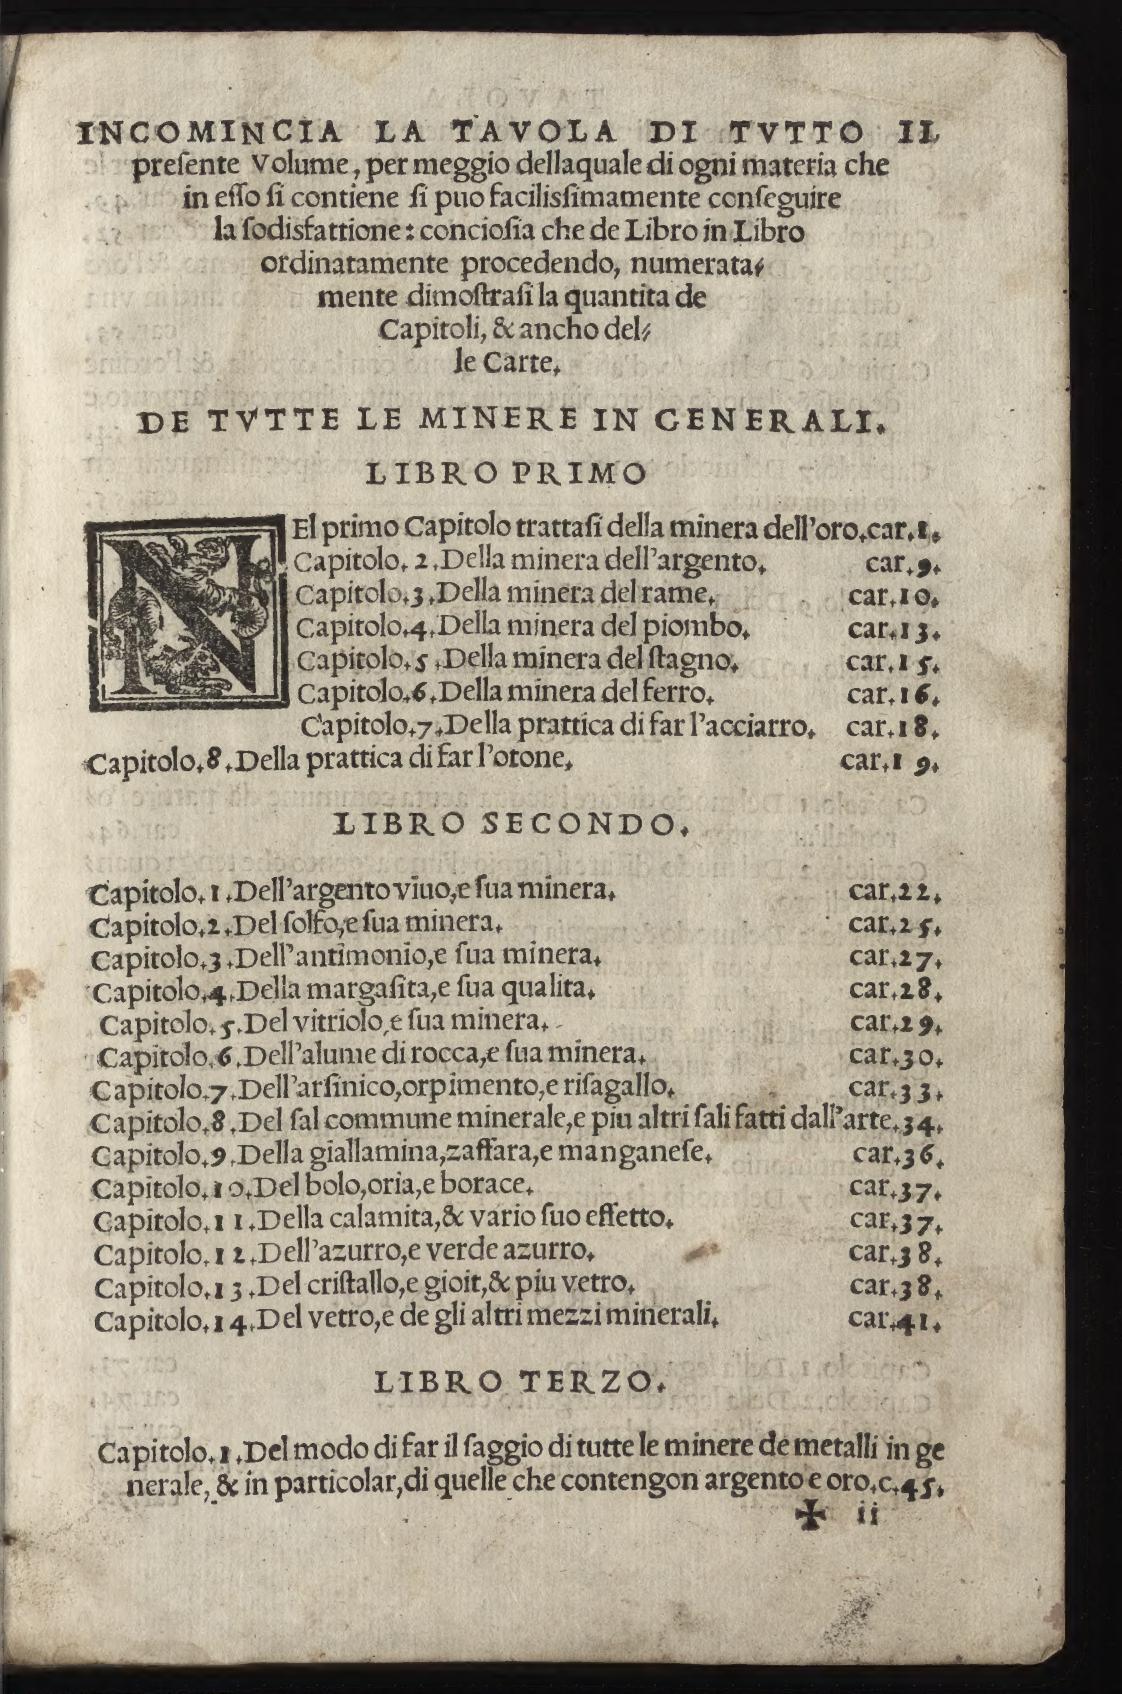 INCOMINCIA LA TAVOLA DI TVTTO IL
preſente Volume, per meggio dellaquale di ogni materia che
in eſſo ſi contiene ſi puo facilisſimamente conſeguire
la ſodisfattione: concioſia che de Libro in Libro
ordinatamente procedendo, numerata⸗
mente dimoſtraſi la quantita de
Capitoli, & ancho del⸗
le Carte.
DE TVTTE LE MINERE IN GENERALI.
LIBRO PRIMO
NEl primo Capitolo trattaſi della minera dell'oro.car.1.
Capitolo.2.Della minera dell'argento. car.9.
Capitolo.3.Della minera del rame. car.10.
Capitolo.4.Della minera del piombo. car.13.
Capitolo.5.Della minera del ſtagno. car.15.
Capitolo.6.Della minera del ferro. car.16.
Capitolo.7.Della prattica di far l'acciarro. car.18.
Capitolo.8.Della prattica di far l'otone. car.19.
LIBRO SECONDO.
Capitolo.1.Dell'argento viuo,e ſua minera. car.22.
Capitolo.2.Del ſolfo,e ſua minera. car.25.
Capitolo.3.Dell'antimonio,e ſua minera. car.27.
Capitolo.4.Della margaſita,e ſua qualita. car.28.
Capitolo.5.Del vitriolo,e ſua minera. car.29.
Capitolo.6.Dell'alume di rocca,e ſua minera. car.30.
Capitolo.7.Dell'arſinico,orpimento,e riſagallo. car.33.
Capitolo.8.Del ſal commune minerale,e piu altri ſali fatti dall'arte.34.
Capitolo.9.Della giallamina,zaffara,e manganeſe. car.36.
Capitolo.10.Del bolo,oria,e borace. car.37.
Capitolo.11.Della calamita,& vario ſuo effetto. car.37.
Capitolo.12.Dell'azurro,e verde azurro. car.38.
Capitolo.13.Del criſtallo,e gioit,& piu vetro. car.38.
Capitolo.14.Del vetro,e de gli altri mezzi minerali. car.41.
LIBRO TERZO.
Capitolo.1.Del modo di far il ſaggio di tutte le minere de metalli in ge
nerale, & in particolar,di quelle che contengon argento e oro.c.45.
✠ ii